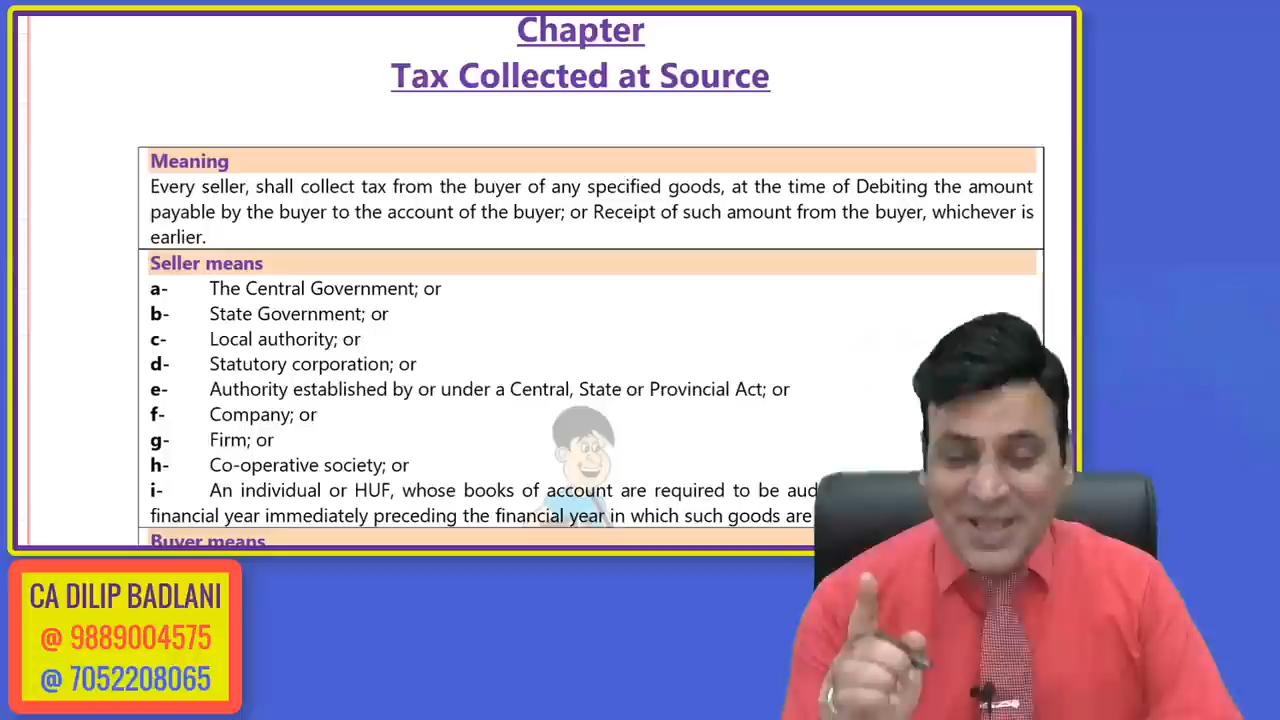 Chapter
Tax Collected at Source
Meaning
Every seller, shall collect tax from the buyer of any specified goods, at the time of Debiting the amount
payable by the buyer to the account of the buyer; or Receipt of such amount from the buyer, whichever is
earlier.
Seller means
a- The Central Government; or
b- State Government; or
c- Local authority; or
d- Statutory corporation; or
e- Authority established by or under a Central, State or Provincial Act; or
f- Company; or
g- Firm; or
h- Co-operative society; or
i- An individual or HUF, whose books of account are required to be aud
financial year immediately preceding the financial year in which such goods are
Buyer means
CA DILIP BADLANI
@ 9889004575
@ 7052208065